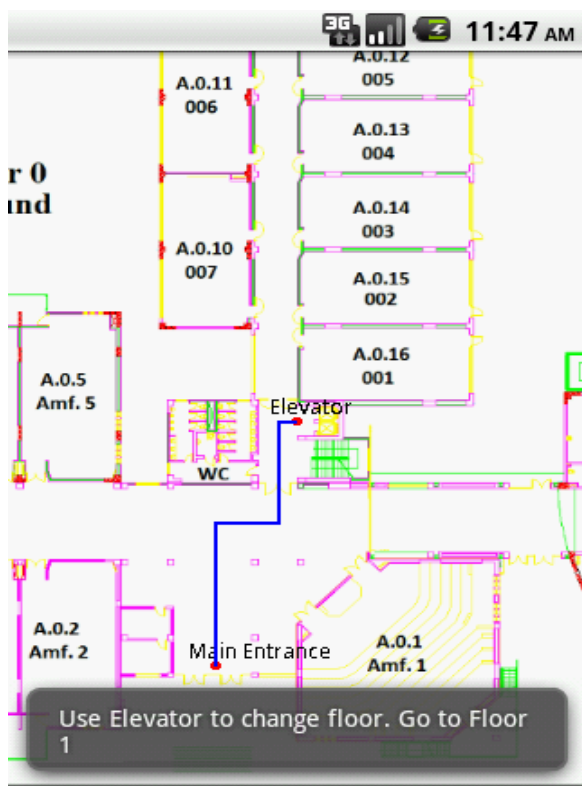 3G 11:47 AM
A.0.12
005
A.0.11
006
A.0.13
004
r 0
und
A.0.14
003
A.0.10
007
A.0.15
002
A.0.16
001
A.0.5
Amf. 5
Elevator
WC
A.0.2
Amf. 2
Main Entrance
A.0.1
Amf. 1
Use Elevator to change floor. Go to Floor
1